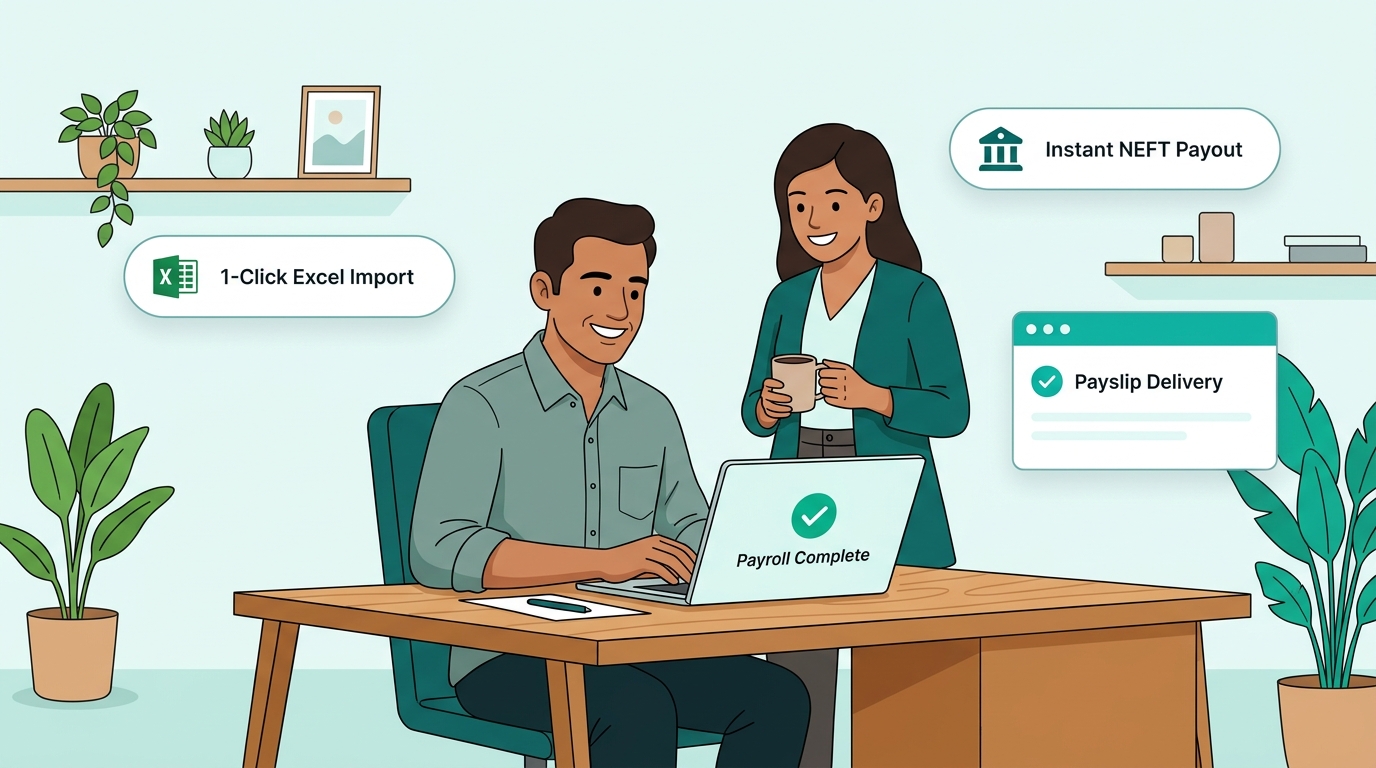 Instant NEFT Payout
X
1-Click Excel Import
Payslip Delivery
Payroll Complete